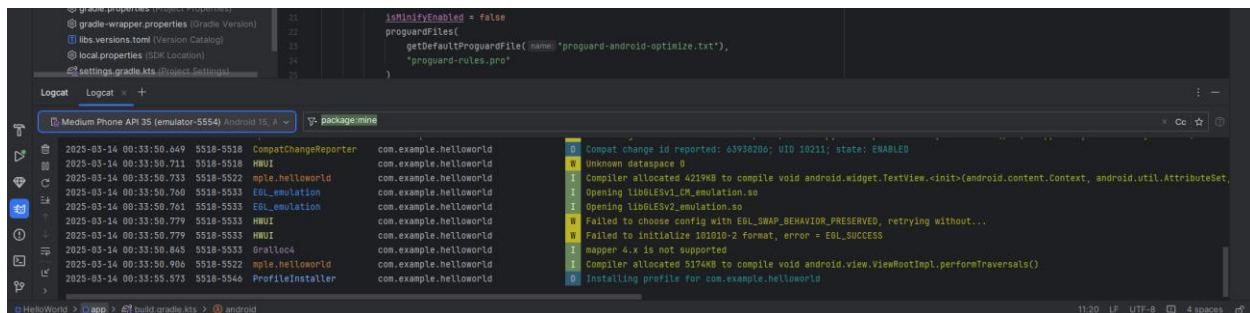 gradle.properties (Project Properties)
gradle-wrapper.properties (Gradle Version)
libs.versions.toml (Version Catalog)
local.properties (SDK Location)
settings.gradle.kts (Project Settings)
21 isMinifyEnabled = false
22 proguardFiles(
23 getDefaultProguardFile( name: "proguard-android-optimize.txt"),
24 "proguard-rules.pro"
25 )
Logcat Logcat × +
Medium Phone API 35 (emulator-5554) Android 15, A package:mine Cc
2025-03-14 00:33:50.649 5518-5518 CompatChangeReporter com.example.helloworld D Compat change id reported: 63938206; UID 10211; state: ENABLED
2025-03-14 00:33:50.711 5518-5518 HWUI com.example.helloworld W Unknown dataspace 0
2025-03-14 00:33:50.733 5518-5522 mple.helloworld com.example.helloworld I Compiler allocated 4219KB to compile void android.widget.TextView.<init>(android.content.Context, android.util.AttributeSet,
2025-03-14 00:33:50.760 5518-5533 EGL_emulation com.example.helloworld I Opening libGLESv1_CM_emulation.so
2025-03-14 00:33:50.761 5518-5533 EGL_emulation com.example.helloworld I Opening libGLESv2_emulation.so
2025-03-14 00:33:50.779 5518-5533 HWUI com.example.helloworld W Failed to choose config with EGL_SWAP_BEHAVIOR_PRESERVED, retrying without...
2025-03-14 00:33:50.779 5518-5533 HWUI com.example.helloworld W Failed to initialize 101010-2 format, error = EGL_SUCCESS
2025-03-14 00:33:50.845 5518-5533 Gralloc4 com.example.helloworld I mapper 4.x is not supported
2025-03-14 00:33:50.906 5518-5522 mple.helloworld com.example.helloworld I Compiler allocated 5174KB to compile void android.view.ViewRootImpl.performTraversals()
2025-03-14 00:33:55.573 5518-5546 ProfileInstaller com.example.helloworld D Installing profile for com.example.helloworld
HelloWorld > app > build.gradle.kts > android 11:20 LF UTF-8 4 spaces